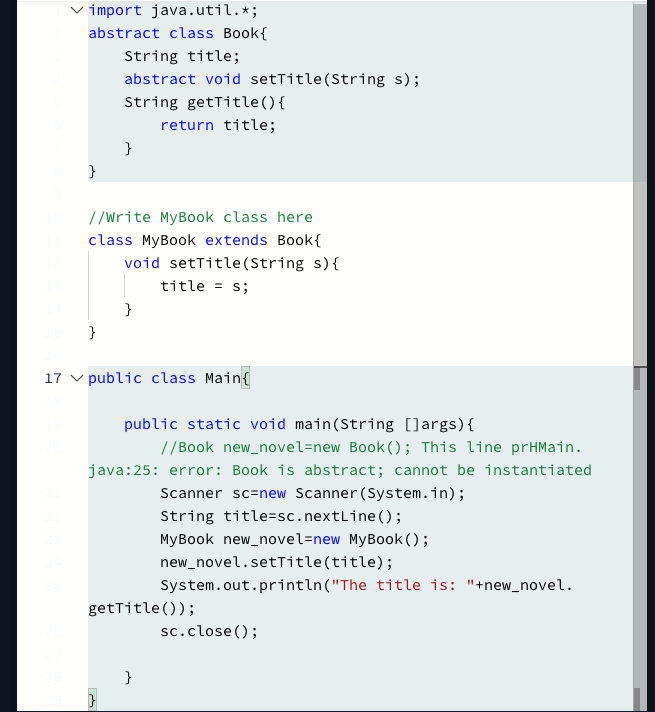 import java.util.*;
abstract class Book{
    String title;
    abstract void setTitle(String s);
    String getTitle(){
        return title;
    }
}
//Write MyBook class here
class MyBook extends Book{
    void setTitle(String s){
        title = s;
    }
}
17 public class Main{
    public static void main(String []args){
        //Book new_novel=new Book(); This line prHMain.
java:25: error: Book is abstract; cannot be instantiated
        Scanner sc=new Scanner(System.in);
        String title=sc.nextLine();
        MyBook new_novel=new MyBook();
        new_novel.setTitle(title);
        System.out.println("The title is: "+new_novel.
getTitle());
        sc.close();
    }
}